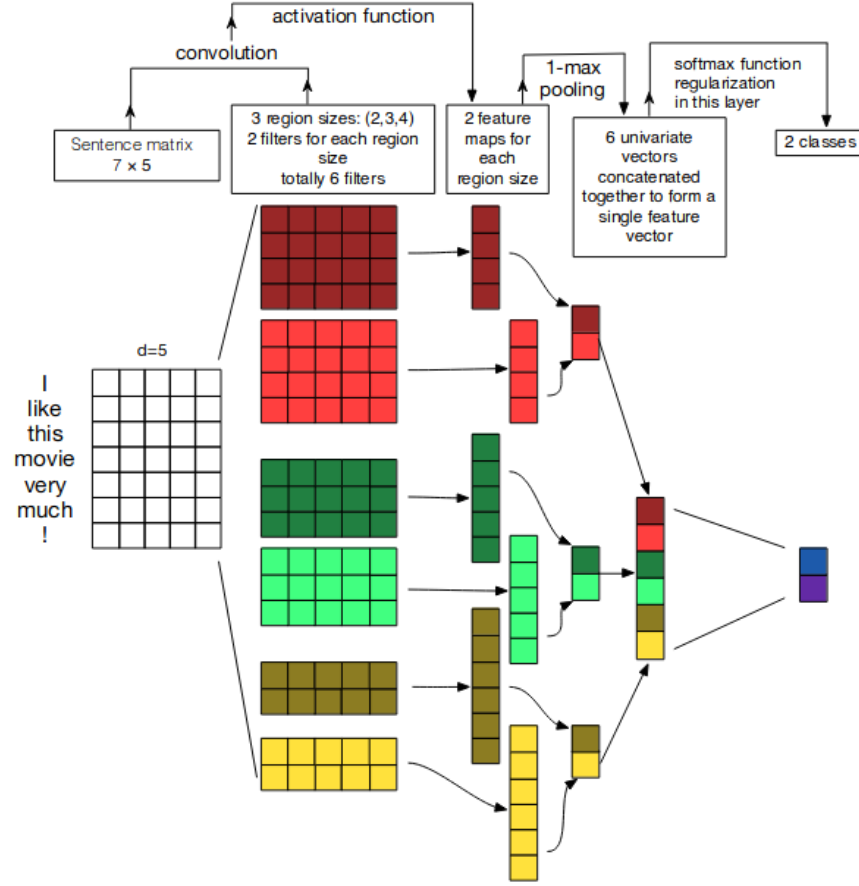 activation function
convolution
1-max
pooling
softmax function
regularization
in this layer
Sentence matrix
7 × 5
3 region sizes: (2,3,4)
2 filters for each region
size
totally 6 filters
2 feature
maps for
each
region size
6 univariate
vectors
concatenated
together to form a
single feature
vector
2 classes
d=5
I
like
this
movie
very
much
!